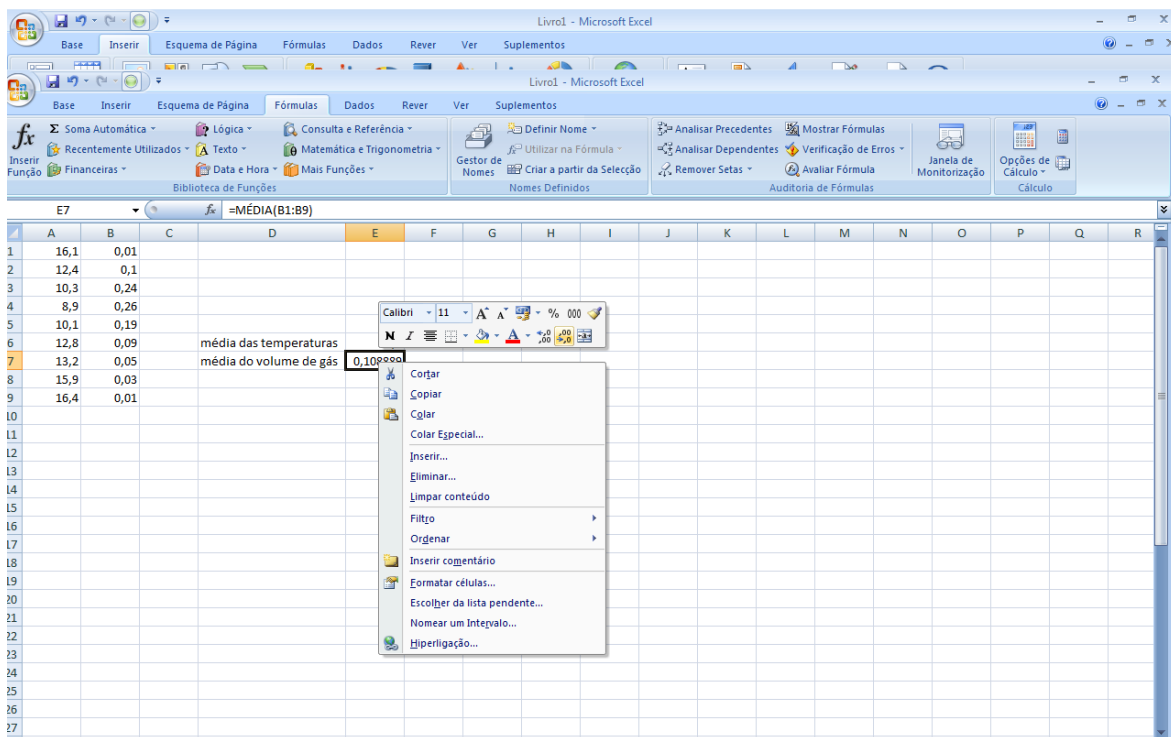 Livro1 - Microsoft Excel
Base Inserir Esquema de Página Fórmulas Dados Rever Ver Suplementos
Livro1 - Microsoft Excel
Base Inserir Esquema de Página Fórmulas Dados Rever Ver Suplementos
fx Σ Soma Automática Lógica Consulta e Referência Definir Nome Analisar Precedentes Mostrar Fórmulas
Inserir Função Recentemente Utilizados Texto Matemática e Trigonometria Gestor de Nomes Utilizar na Fórmula Analisar Dependentes Verificação de Erros Janela de Monitorização Opções de Cálculo
Financeiras Data e Hora Mais Funções Criar a partir da Selecção Remover Setas Avaliar Fórmula
Biblioteca de Funções Nomes Definidos Auditoria de Fórmulas Cálculo
E7 fx =MÉDIA(B1:B9)
A B C D E F G H I J K L M N O P Q R
1 16,1 0,01
2 12,4 0,1
3 10,3 0,24
4 8,9 0,26
5 10,1 0,19
6 12,8 0,09 média das temperaturas
7 13,2 0,05 média do volume de gás 0,108889
8 15,9 0,03
9 16,4 0,01
10
11
12
13
14
15
16
17
18
19
20
21
22
23
24
25
26
27
Calibri 11 A A % 000
N I A ,0 ,00 ,00 ,0
Cortar
Copiar
Colar
Colar Especial...
Inserir...
Eliminar...
Limpar conteúdo
Filtro
Ordenar
Inserir comentário
Formatar células...
Escolher da lista pendente...
Nomear um Intervalo...
Hiperligação...